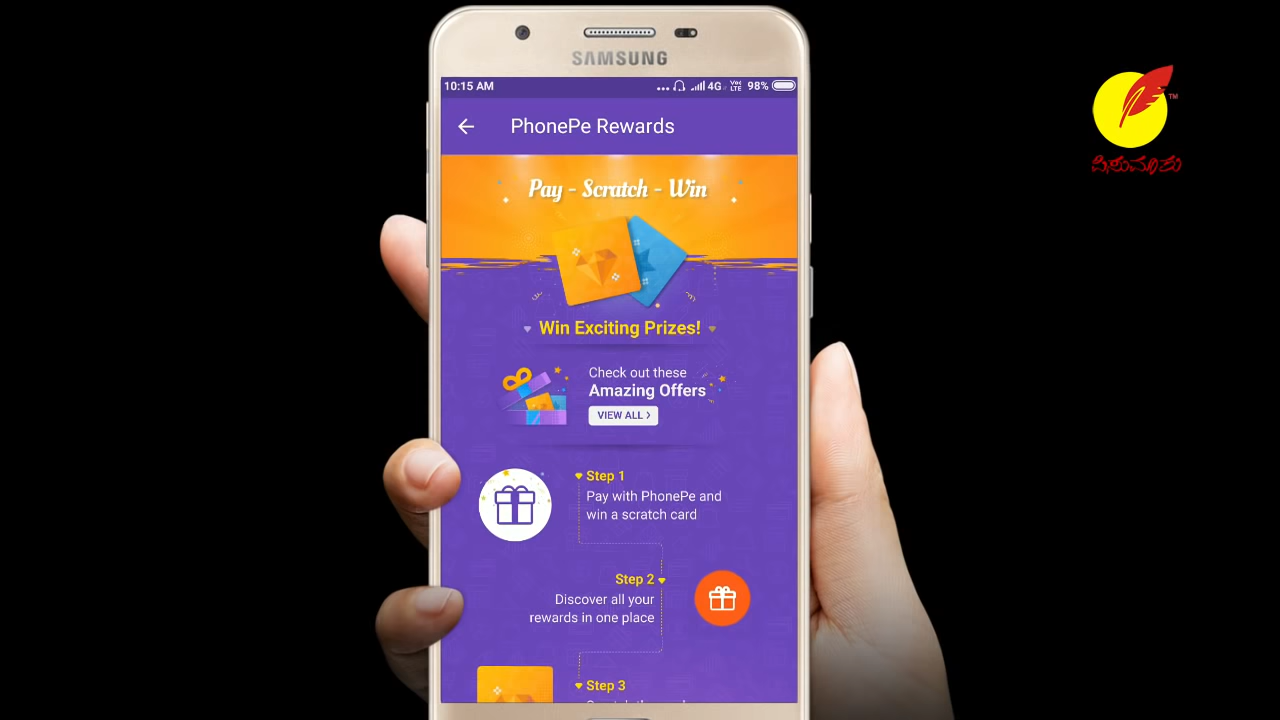 SAMSUNG
10:15 AM
4G
VoLTE
98%
PhonePe Rewards
Pay - Scratch - Win
Win Exciting Prizes!
Check out these
Amazing Offers
VIEW ALL >
Step 1
Pay with PhonePe and
win a scratch card
Step 2
Discover all your
rewards in one place
Step 3
TM
ಪಿಸುಮಾತು